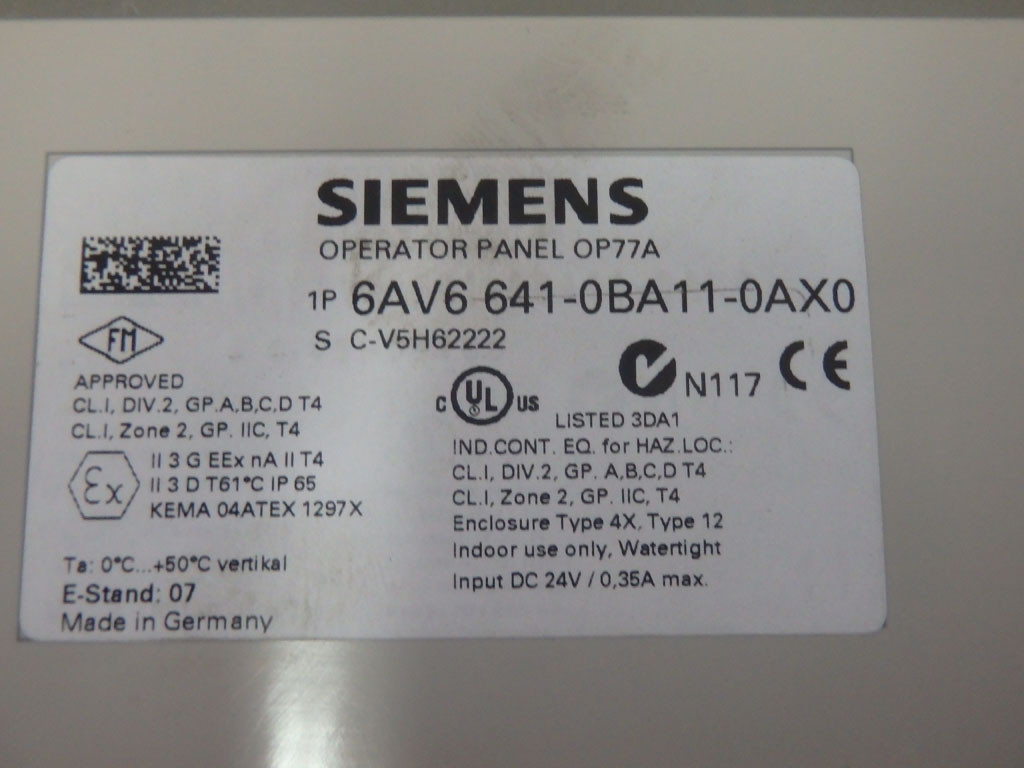 SIEMENS
OPERATOR PANEL OP77A
1P 6AV6 641-0BA11-0AX0
S C-V5H62222
FM
APPROVED
CL.I, DIV.2, GP.A,B,C,D T4
CL.I, Zone 2, GP. IIC, T4
Ex
II 3 G EEx nA II T4
II 3 D T61°C IP 65
KEMA 04ATEX 1297X
Ta: 0°C...+50°C vertikal
E-Stand: 07
Made in Germany
N117 CE
C UL US
LISTED 3DA1
IND.CONT. EQ. for HAZ.LOC.:
CL.I, DIV.2, GP. A,B,C,D T4
CL.I, Zone 2, GP. IIC, T4
Enclosure Type 4X, Type 12
Indoor use only, Watertight
Input DC 24V / 0,35A max.